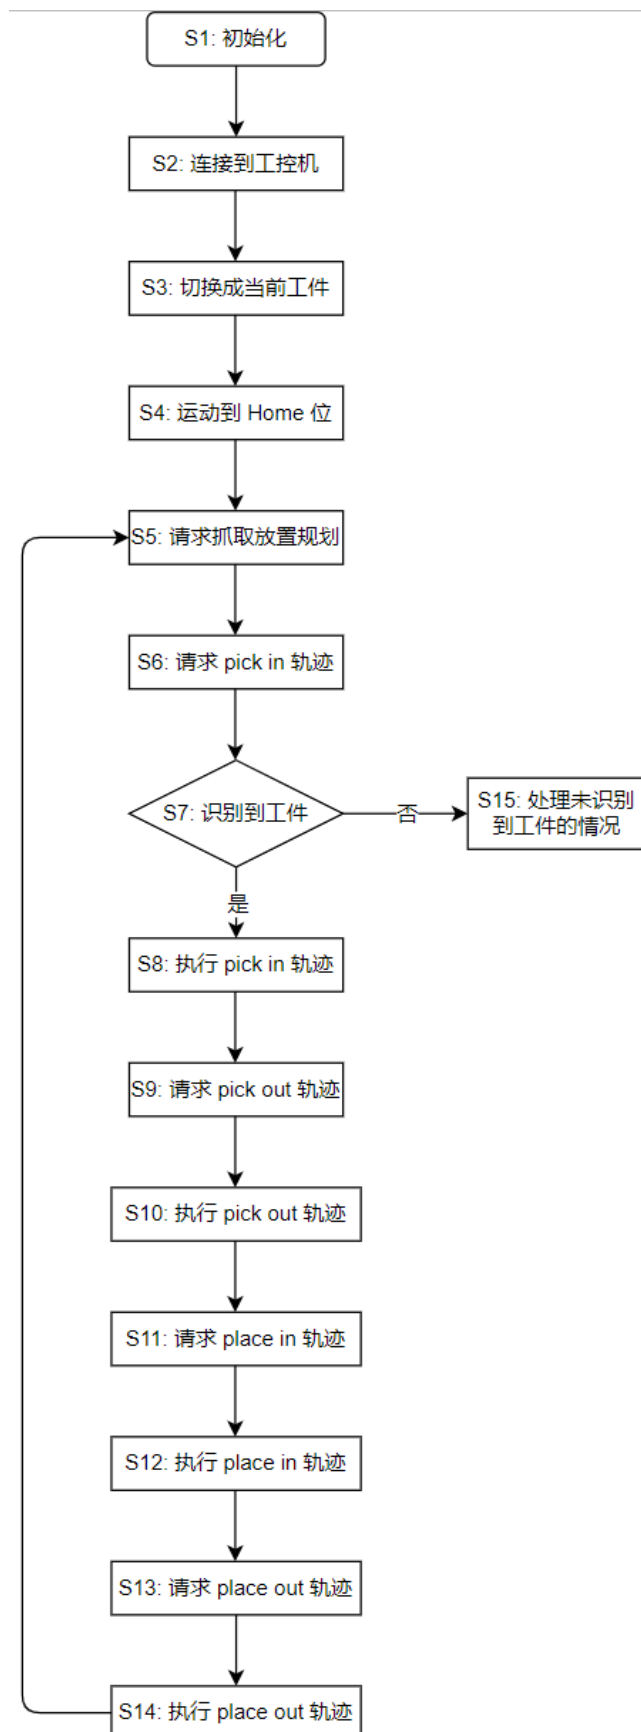 S1: 初始化
S2: 连接到工控机
S3: 切换成当前工件
S4: 运动到 Home 位
S5: 请求抓取放置规划
S6: 请求 pick in 轨迹
S7: 识别到工件
否
S15: 处理未识别
到工件的情况
是
S8: 执行 pick in 轨迹
S9: 请求 pick out 轨迹
S10: 执行 pick out 轨迹
S11: 请求 place in 轨迹
S12: 执行 place in 轨迹
S13: 请求 place out 轨迹
S14: 执行 place out 轨迹